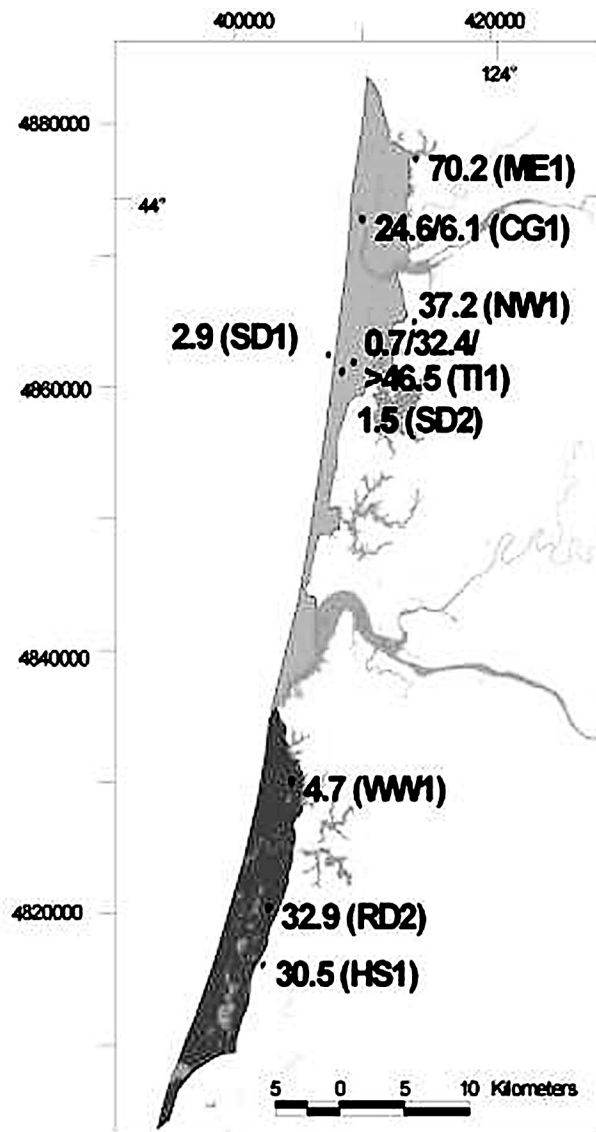 400000 420000
124°
4880000
70.2 (ME1)
44°
24.6/6.1 (CG1)
37.2 (NW1)
2.9 (SD1)
0.7/32.4/
>46.5 (TI1)
4860000
1.5 (SD2)
4840000
4.7 (WW1)
4820000
32.9 (RD2)
30.5 (HS1)
5 0 5 10 Kilometers